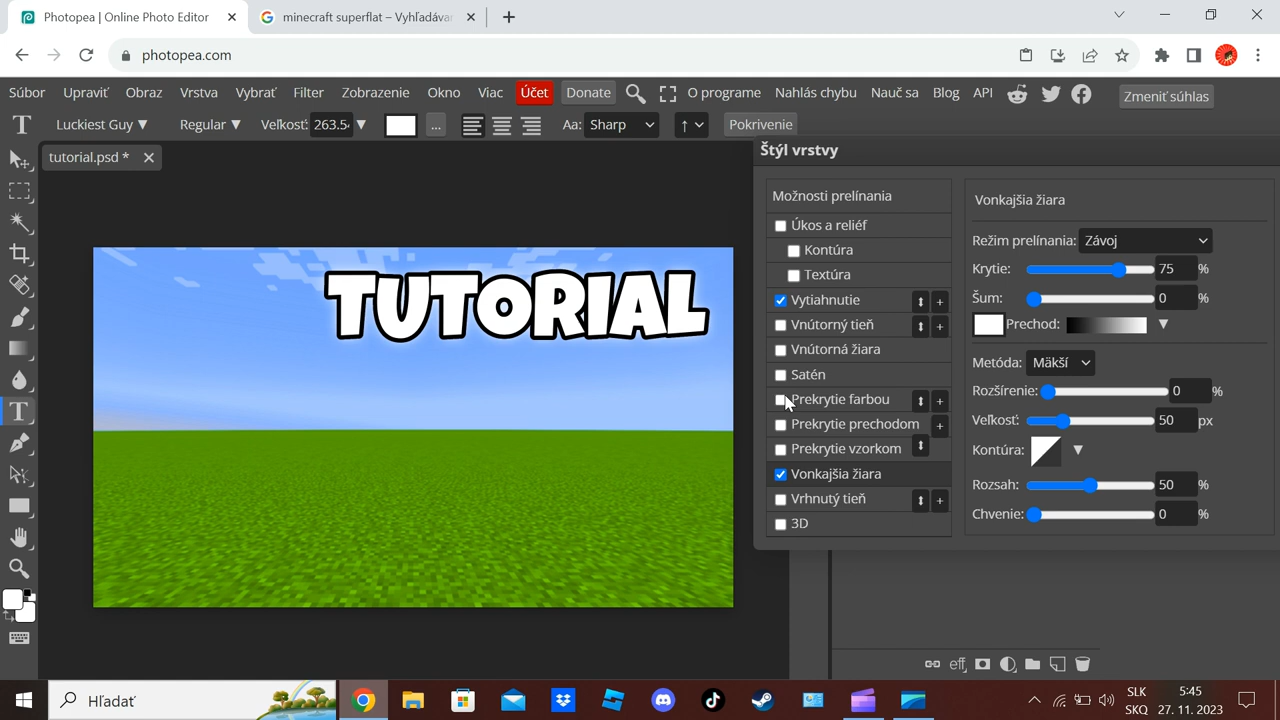 Photopea | Online Photo Editor
minecraft superflat – Vyhľadávan
photopea.com
Súbor Upraviť Obraz Vrstva Vybrať Filter Zobrazenie Okno Viac Účet Donate O programe Nahlás chybu Nauč sa Blog API Zmeniť súhlas
Luckiest Guy Regular Veľkosť: 263.5 ... Aa: Sharp Pokrivenie
tutorial.psd *
Štýl vrstvy
Možnosti prelínania
Úkos a reliéf
Kontúra
Textúra
Vytiahnutie
Vnútorný tieň
Vnútorná žiara
Satén
Prekrytie farbou
Prekrytie prechodom
Prekrytie vzorkom
Vonkajšia žiara
Vrhnutý tieň
3D
Vonkajšia žiara
Režim prelínania: Závoj
Krytie: 75 %
Šum: 0 %
Prechod:
Metóda: Mäkší
Rozšírenie: 0 %
Veľkosť: 50 px
Kontúra:
Rozsah: 50 %
Chvenie: 0 %
TUTORIAL
eff
Hľadať
SLK
SKQ
5:45
27. 11. 2023